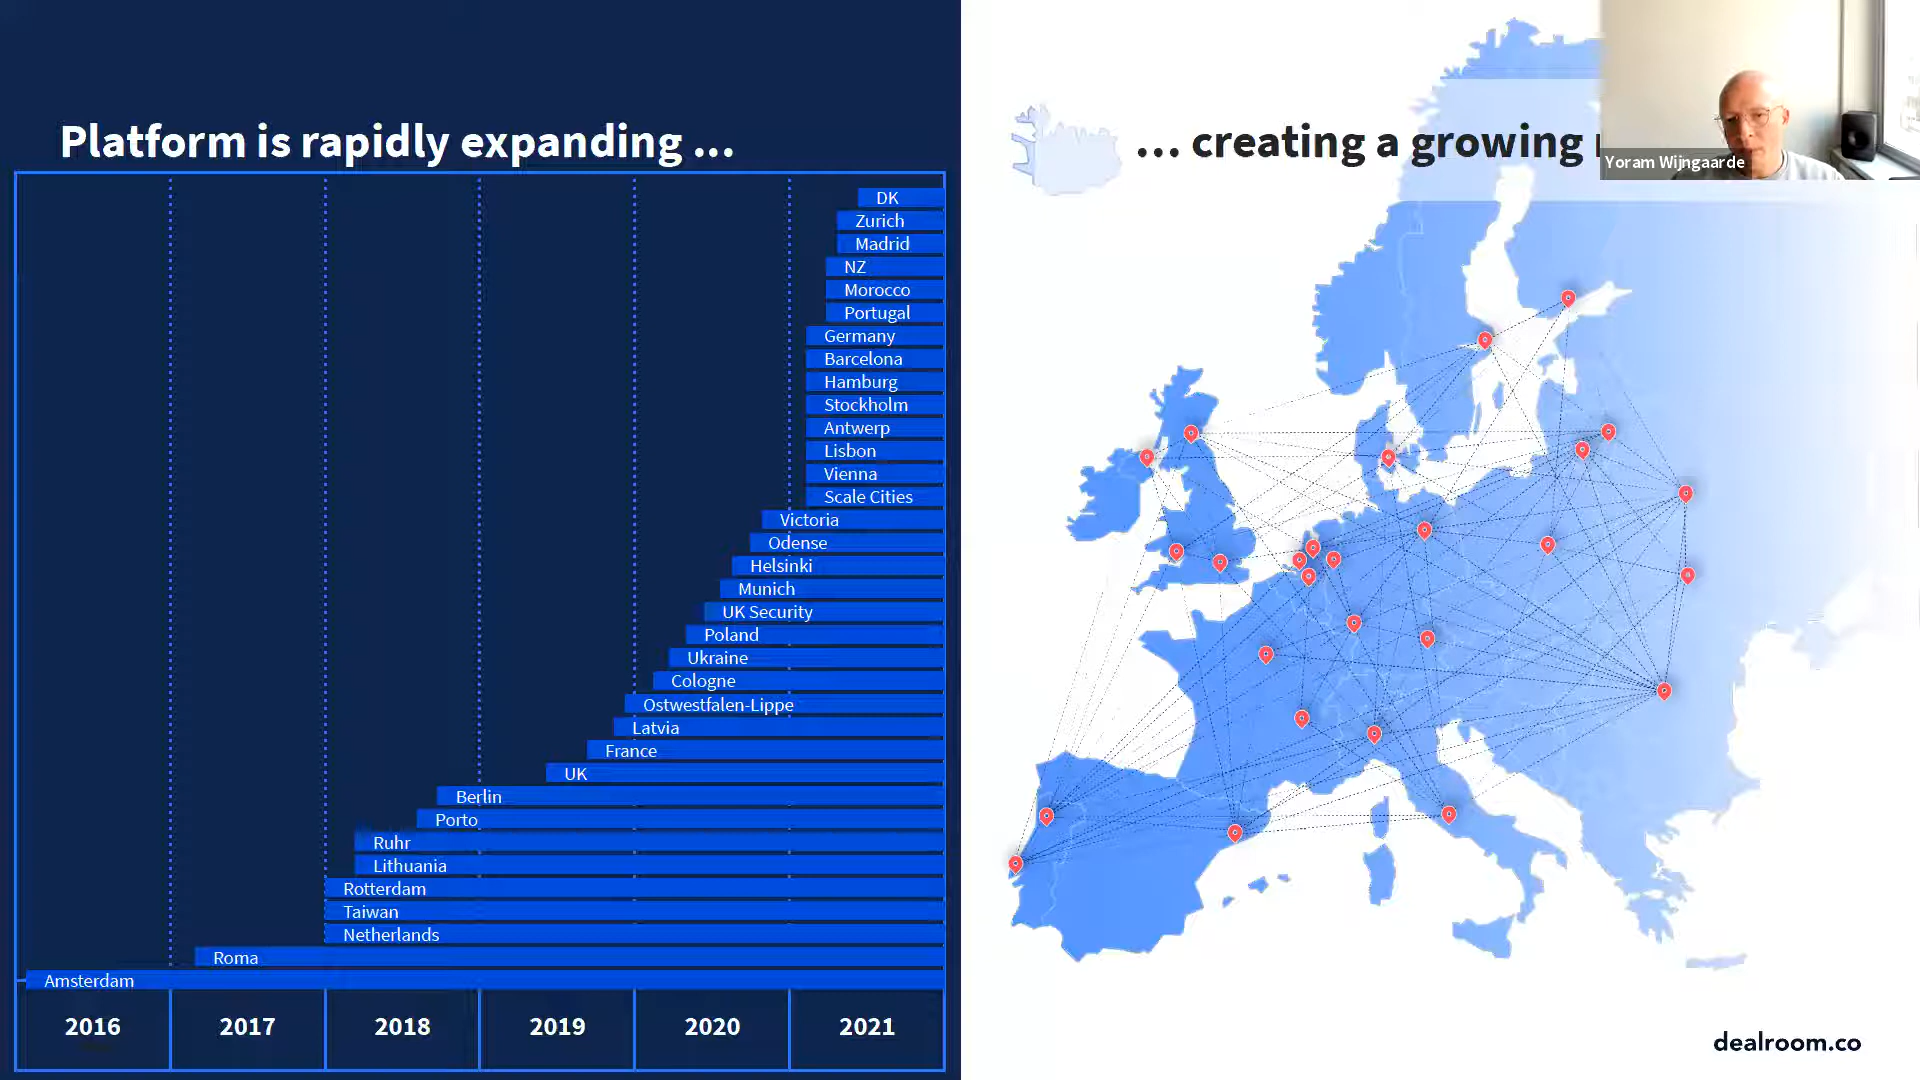 Platform is rapidly expanding ...
DK
Zurich
Madrid
NZ
Morocco
Portugal
Germany
Barcelona
Hamburg
Stockholm
Antwerp
Lisbon
Vienna
Scale Cities
Victoria
Odense
Helsinki
Munich
UK Security
Poland
Ukraine
Cologne
Ostwestfalen-Lippe
Latvia
France
UK
Berlin
Porto
Ruhr
Lithuania
Rotterdam
Taiwan
Netherlands
Roma
Amsterdam
2016 2017 2018 2019 2020 2021
... creating a growing
Yoram Wijngaarde
dealroom.co